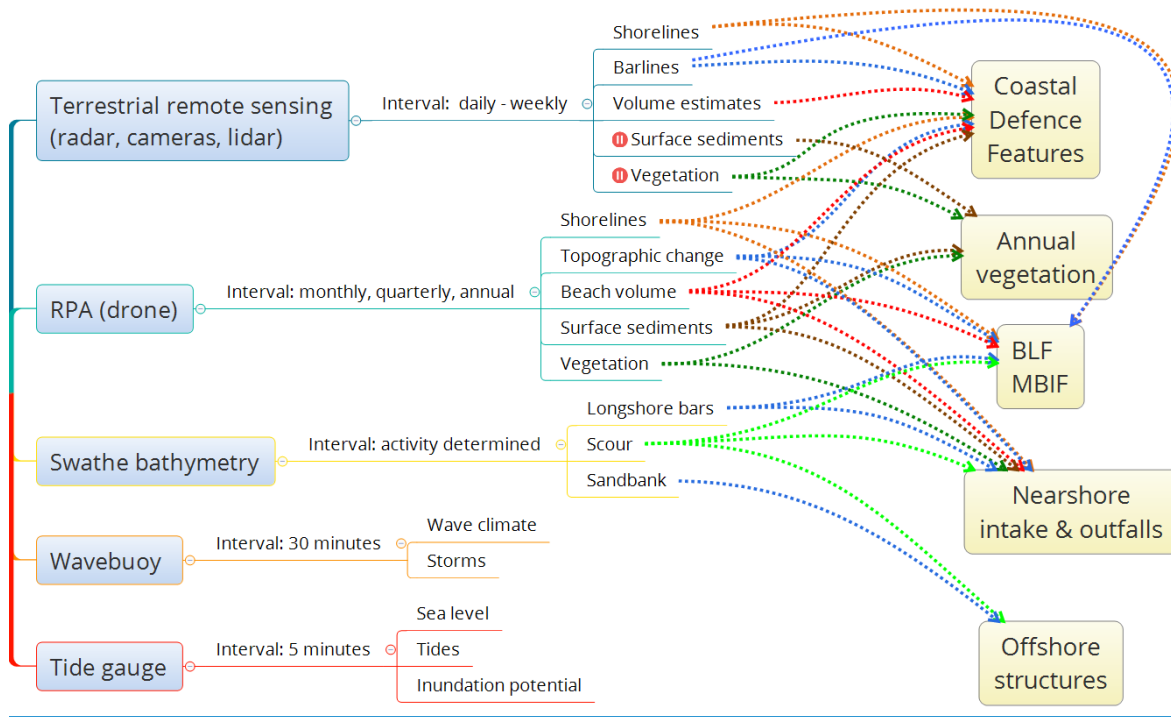 Terrestrial remote sensing
(radar, cameras, lidar)
Interval:  daily - weekly
Shorelines
Barlines
Volume estimates
Surface sediments
Vegetation
RPA (drone)
Interval: monthly, quarterly, annual
Shorelines
Topographic change
Beach volume
Surface sediments
Vegetation
Swathe bathymetry
Interval: activity determined
Longshore bars
Scour
Sandbank
Wavebuoy
Interval: 30 minutes
Wave climate
Storms
Tide gauge
Interval: 5 minutes
Sea level
Tides
Inundation potential
Coastal
Defence
Features
Annual
vegetation
BLF
MBIF
Nearshore
intake & outfalls
Offshore
structures